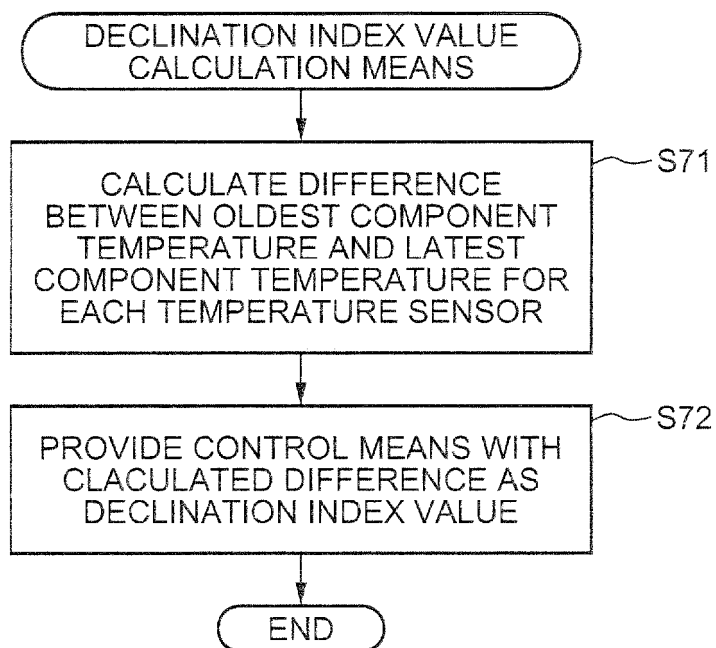 DECLINATION INDEX VALUE
CALCULATION MEANS
S71
CALCULATE DIFFERENCE
BETWEEN OLDEST COMPONENT
TEMPERATURE AND LATEST
COMPONENT TEMPERATURE FOR
EACH TEMPERATURE SENSOR
S72
PROVIDE CONTROL MEANS WITH
CLACULATED DIFFERENCE AS
DECLINATION INDEX VALUE
END